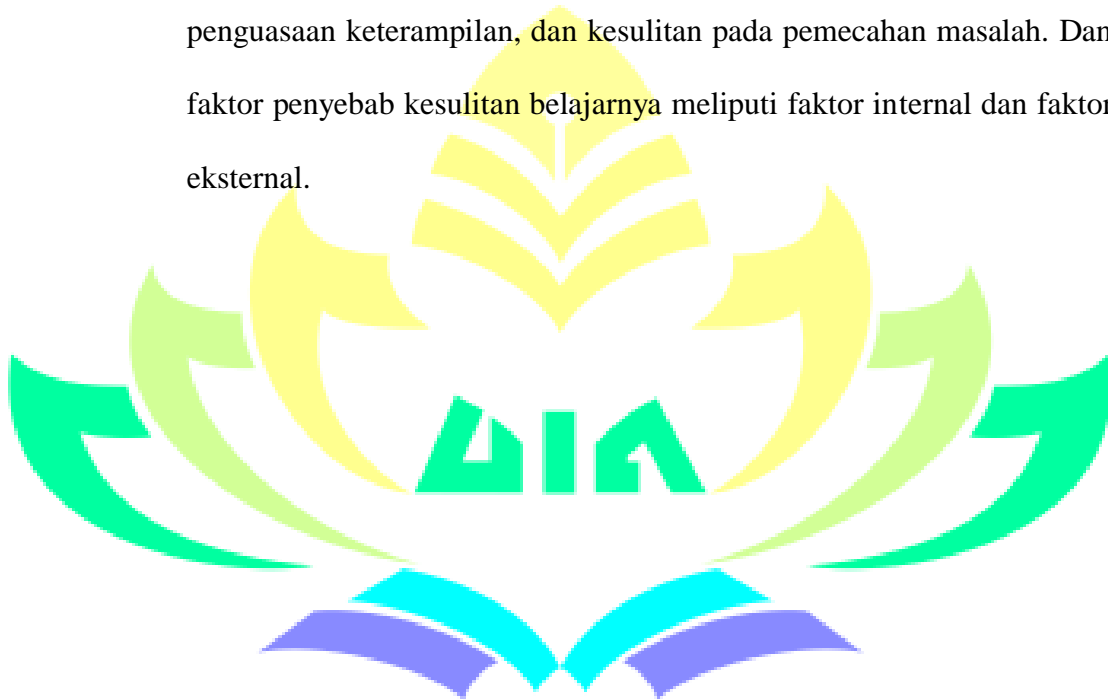 penguasaan keterampilan, dan kesulitan pada pemecahan masalah. Dan
faktor penyebab kesulitan belajarnya meliputi faktor internal dan faktor
eksternal.
UIN